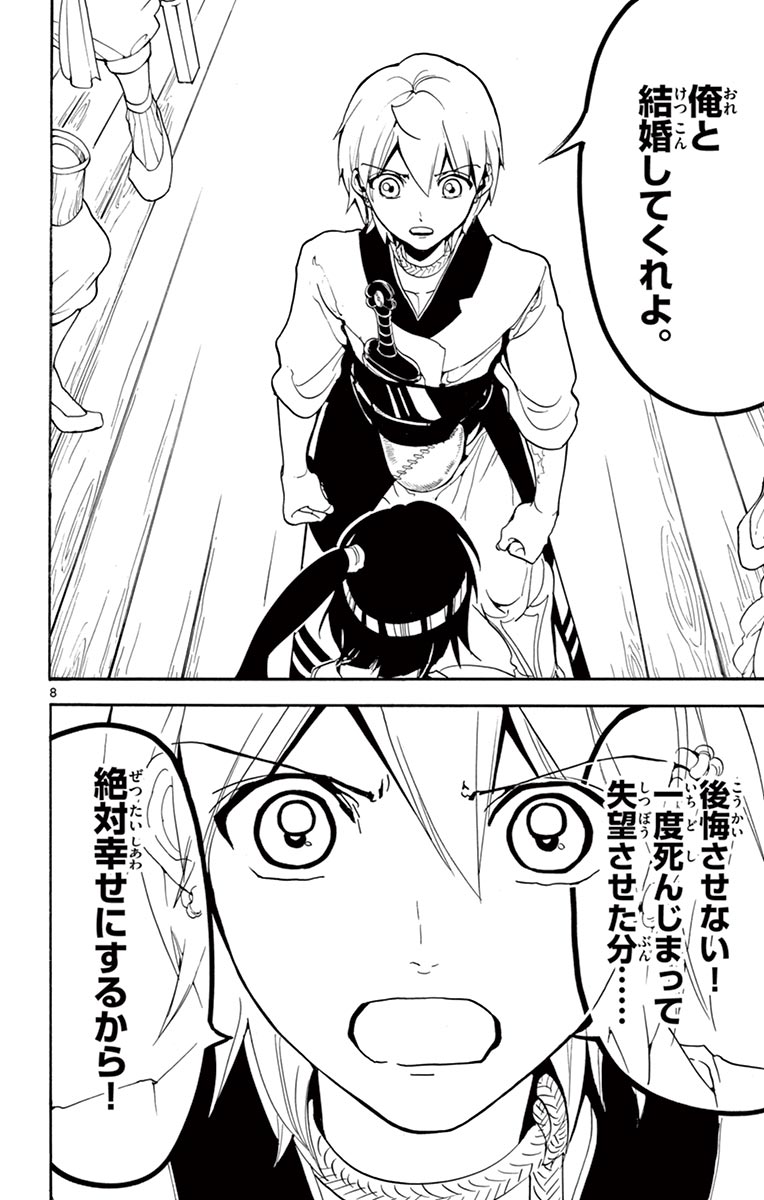 俺と
結婚してくれよ。
8
後悔させない!
一度死んじまって
失望させた分……
絶対幸せにするから!